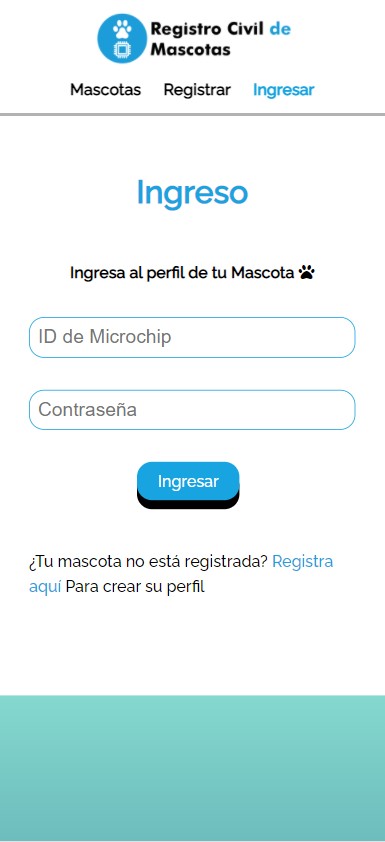 Registro Civil de
Mascotas
Mascotas Registrar Ingresar
Ingreso
Ingresa al perfil de tu Mascota
ID de Microchip
Contraseña
Ingresar
¿Tu mascota no está registrada? Registra
aquí Para crear su perfil